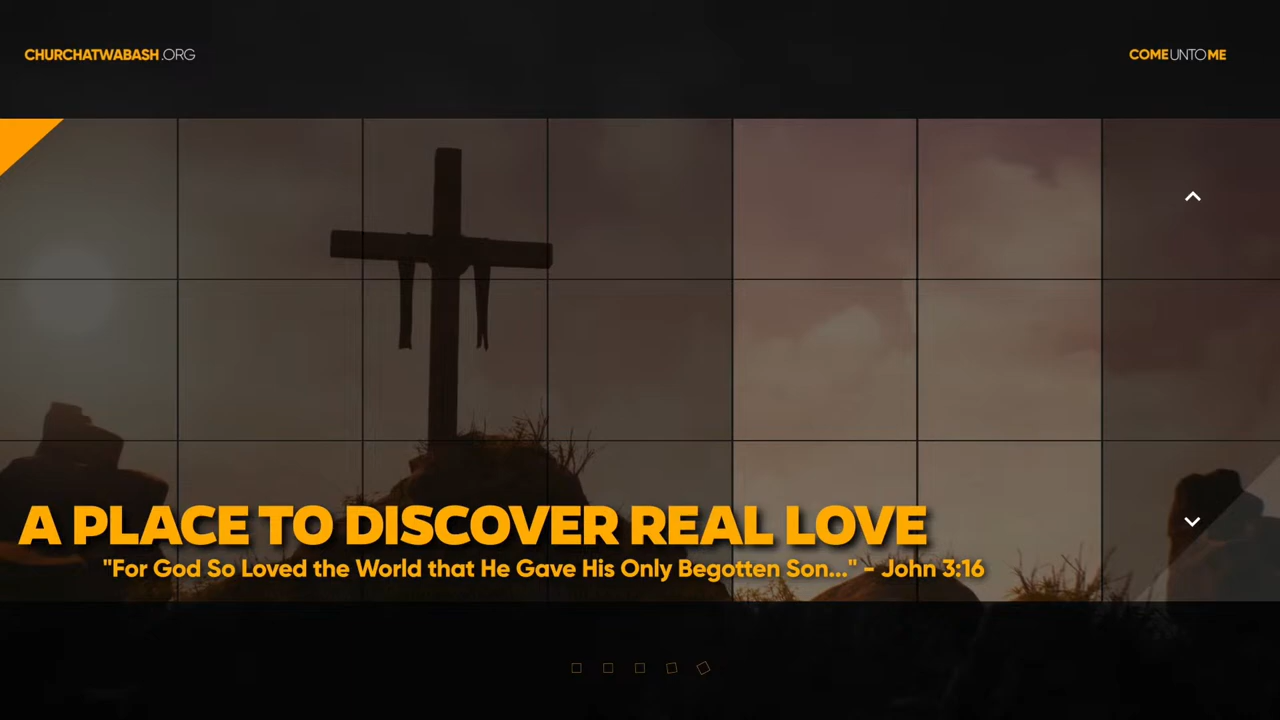 CHURCHATWABASH.ORG
COMEUNTOME
A PLACE TO DISCOVER REAL LOVE
"For God So Loved the World that He Gave His Only Begotten Son..." - John 3:16